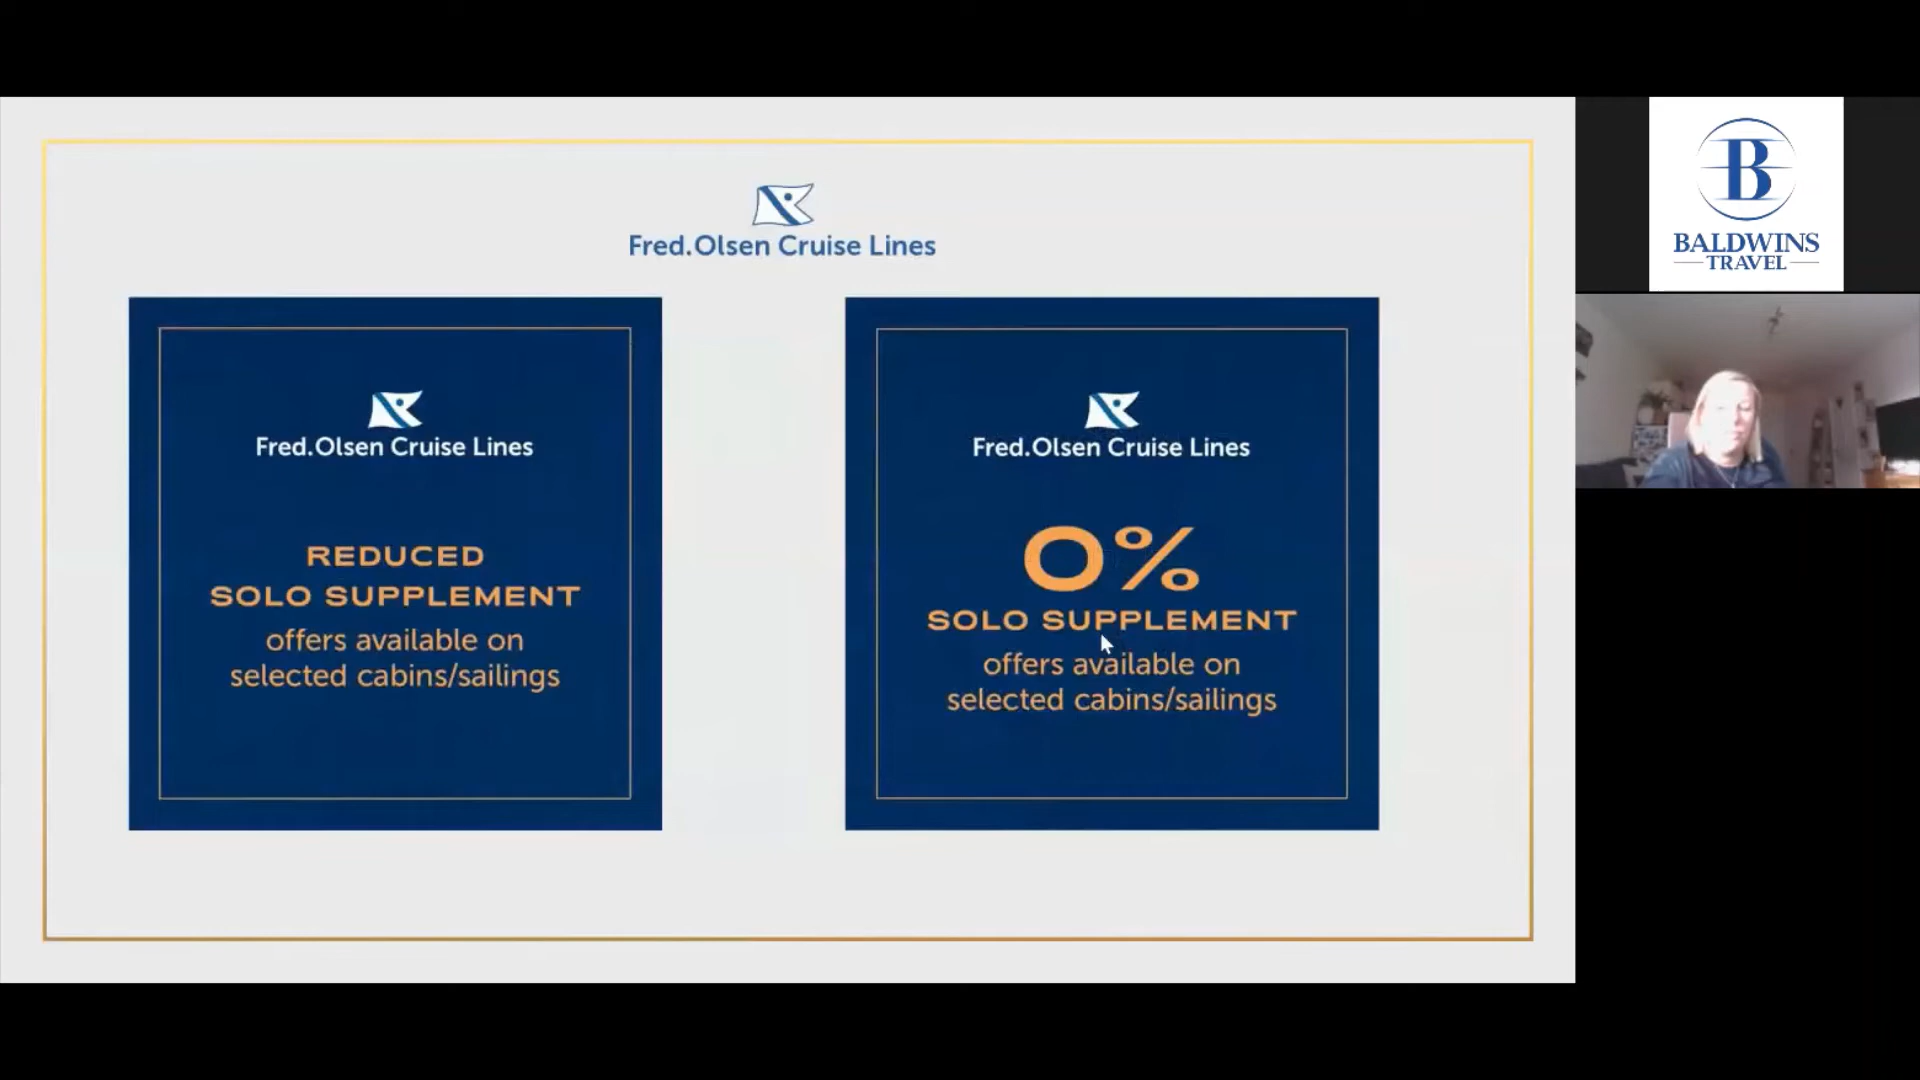 Fred.Olsen Cruise Lines
Fred.Olsen Cruise Lines
REDUCED
SOLO SUPPLEMENT
offers available on
selected cabins/sailings
Fred.Olsen Cruise Lines
0%
SOLO SUPPLEMENT
offers available on
selected cabins/sailings
B
BALDWINS
TRAVEL